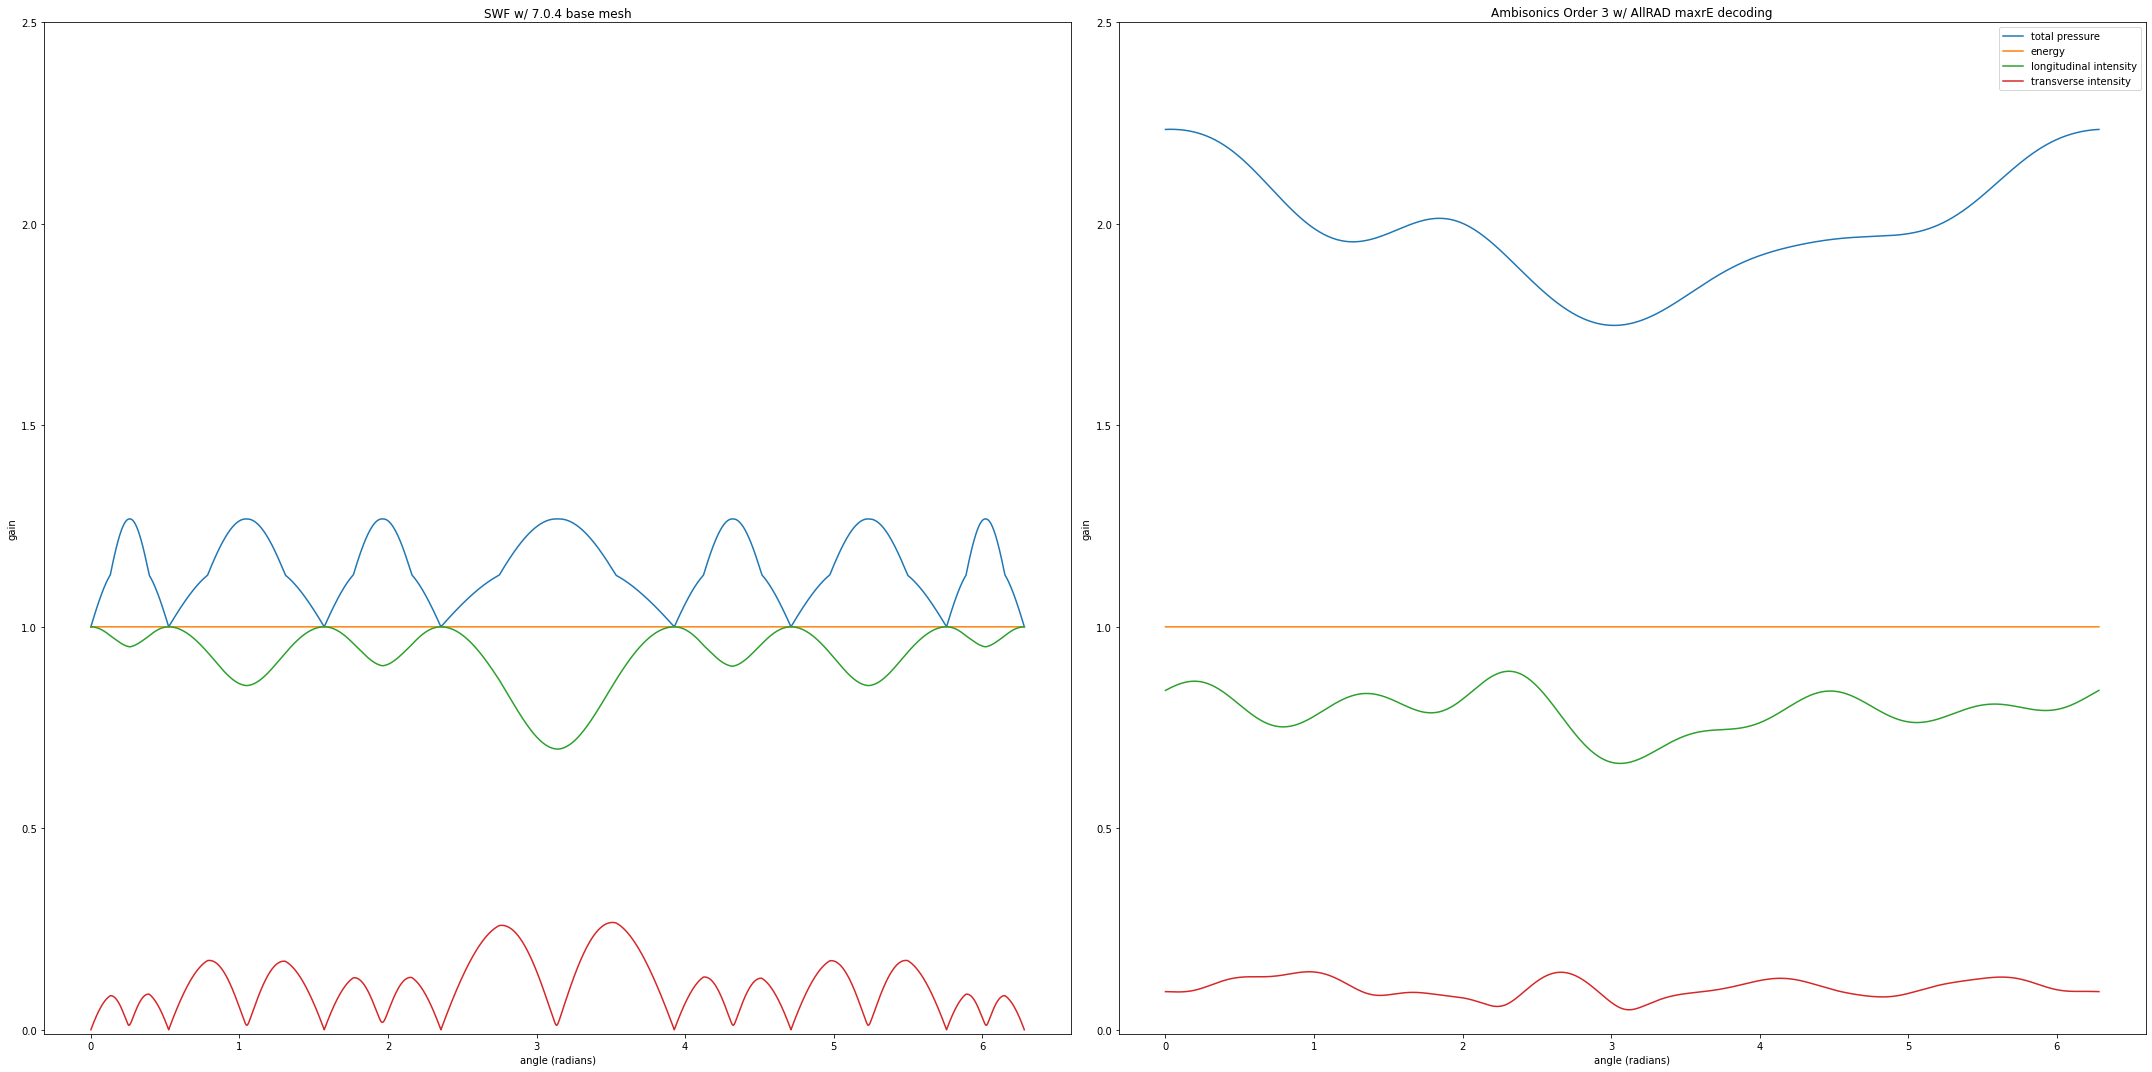 SWF w/ 7.0.4 base mesh
2.5
2.0
1.5
1.0
0.5
0.0
gain
0 1 2 3 4 5 6
angle (radians)
Ambisonics Order 3 w/ AllRAD maxrE decoding
total pressure
energy
longitudinal intensity
transverse intensity
2.5
2.0
1.5
1.0
0.5
0.0
gain
0 1 2 3 4 5 6
angle (radians)